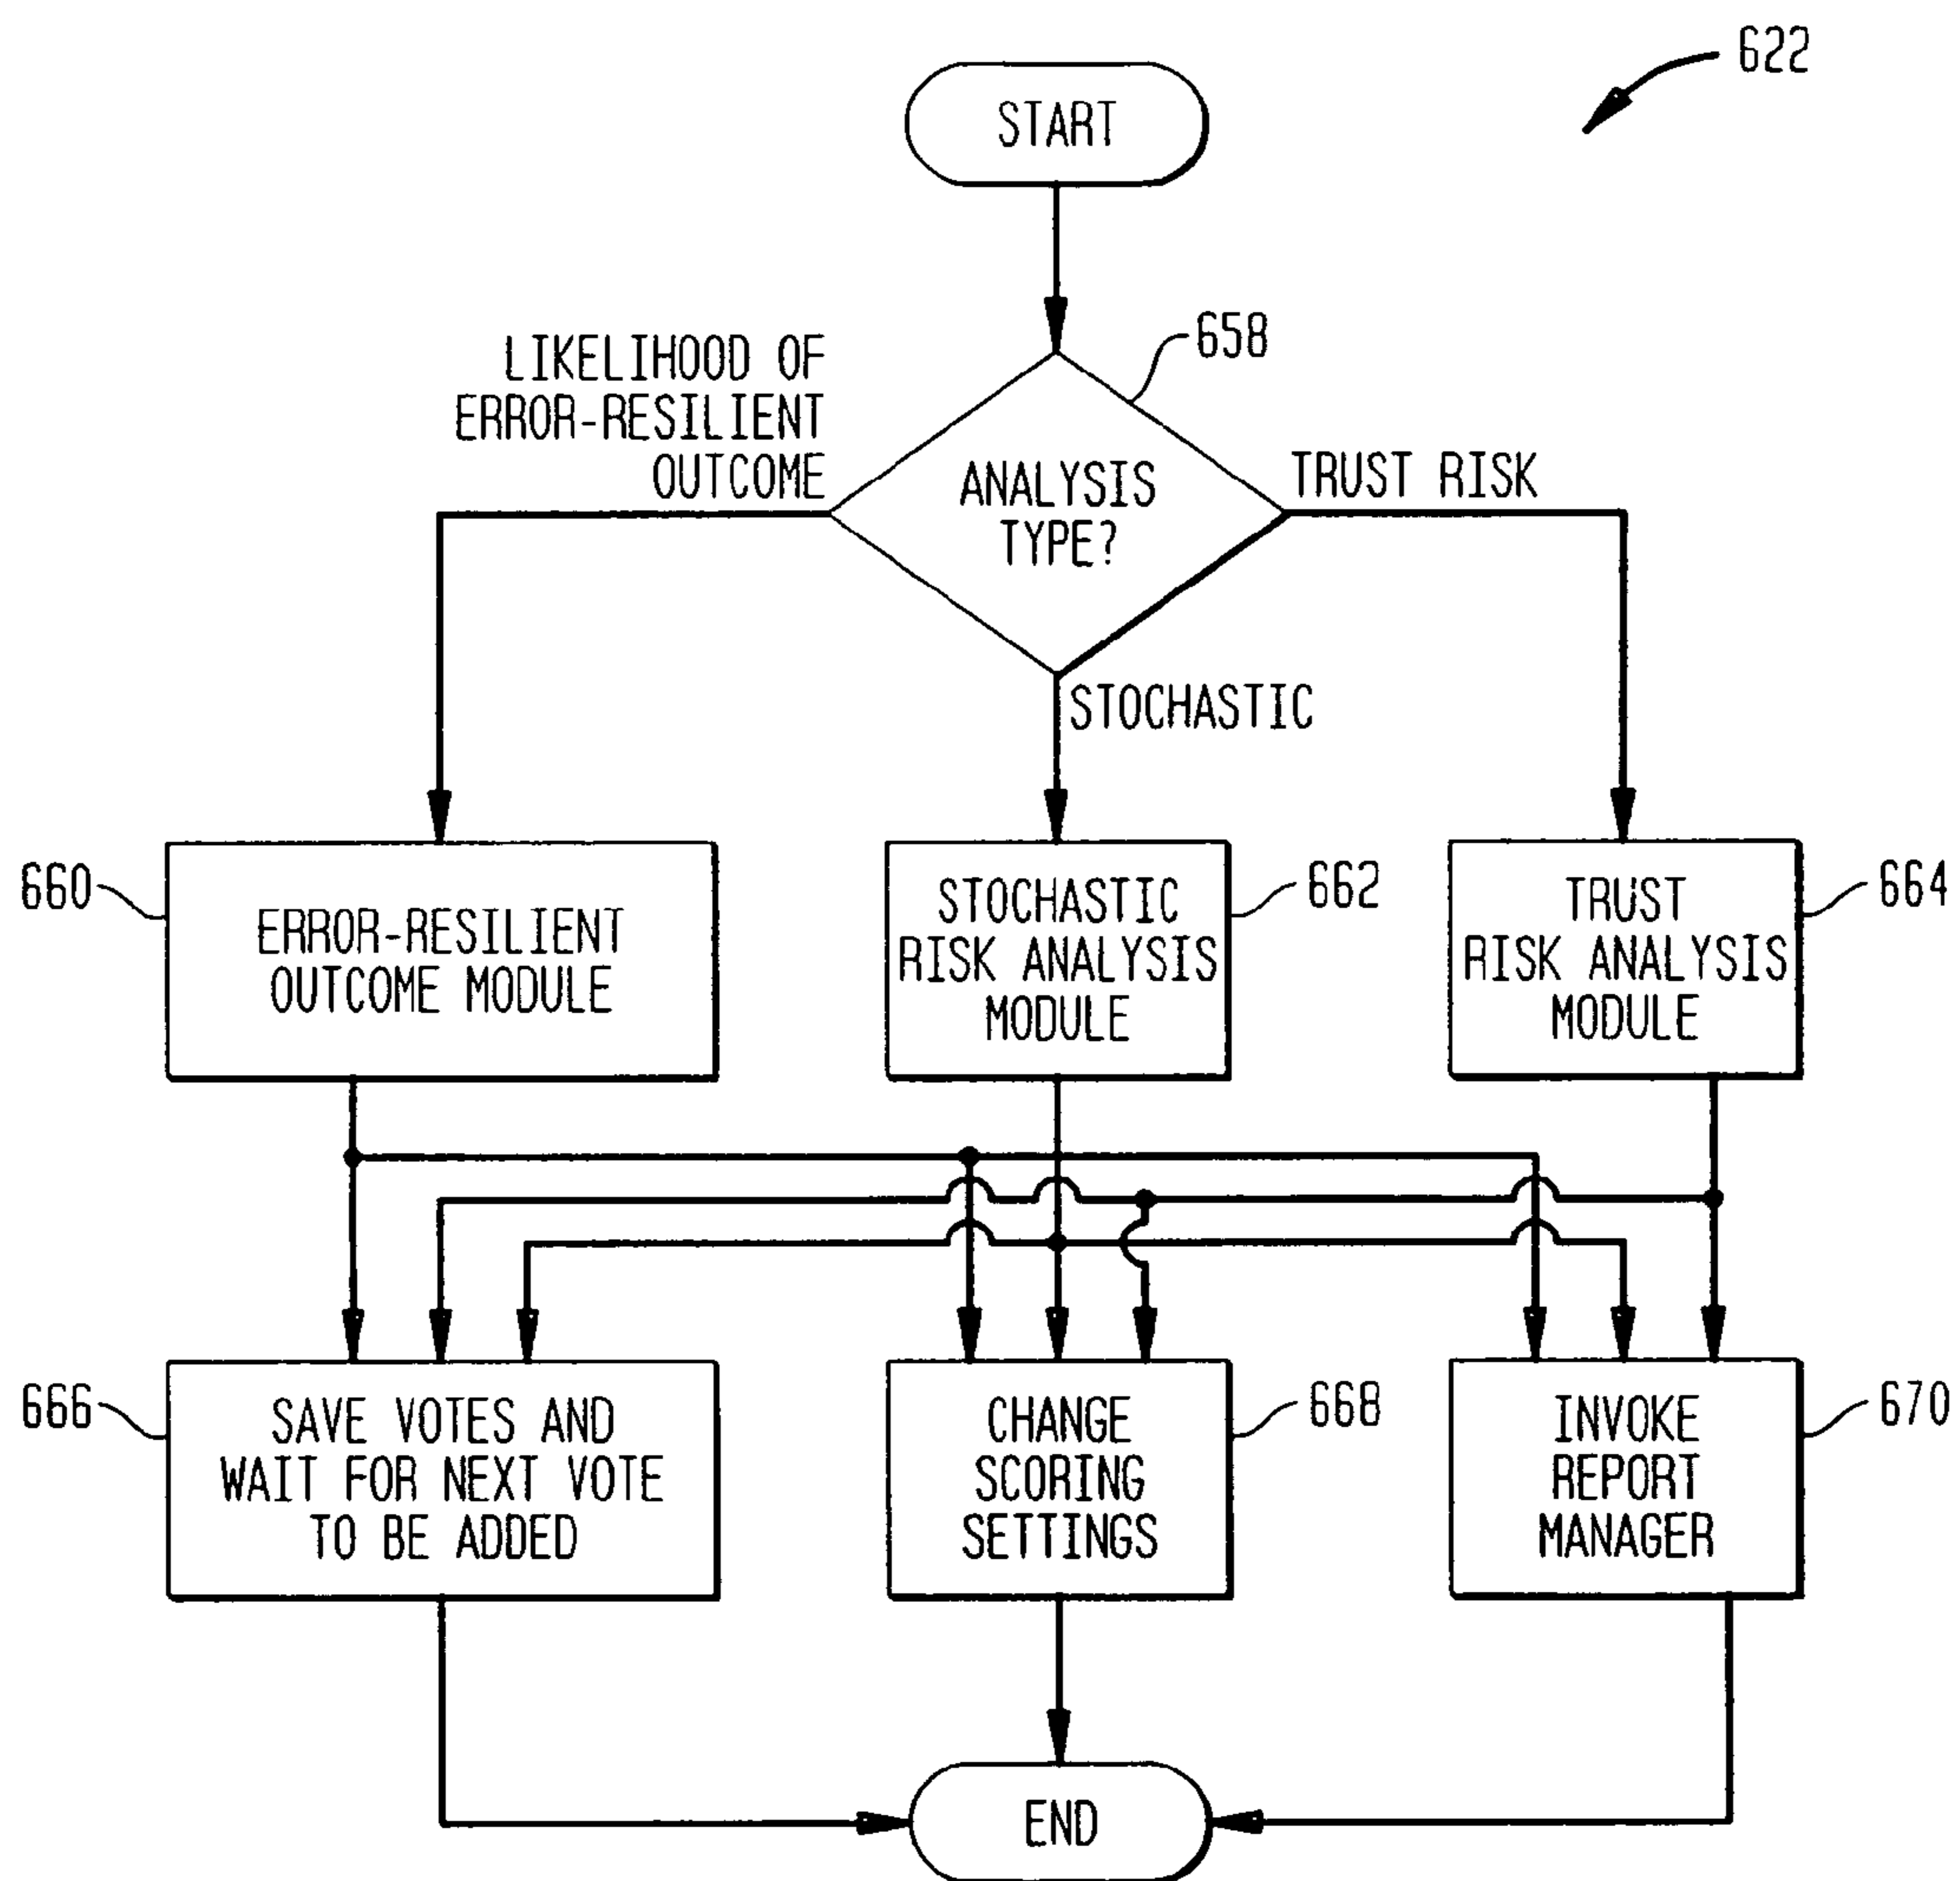 622
START
658
LIKELIHOOD OF
ERROR-RESILIENT
OUTCOME
ANALYSIS
TYPE?
TRUST RISK
STOCHASTIC
660
ERROR-RESILIENT
OUTCOME MODULE
STOCHASTIC
RISK ANALYSIS
MODULE
662
TRUST
RISK ANALYSIS
MODULE
664
666
SAVE VOTES AND
WAIT FOR NEXT VOTE
TO BE ADDED
CHANGE
SCORING
SETTINGS
668
INVOKE
REPORT
MANAGER
670
END